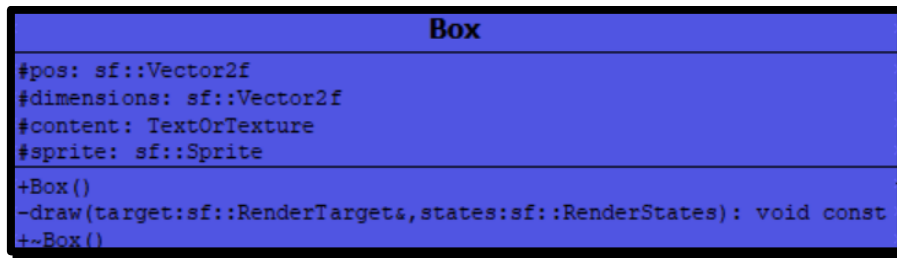 Box
#pos: sf::Vector2f
#dimensions: sf::Vector2f
#content: TextOrTexture
#sprite: sf::Sprite
+Box()
-draw(target:sf::RenderTarget&,states:sf::RenderStates): void const
+~Box()